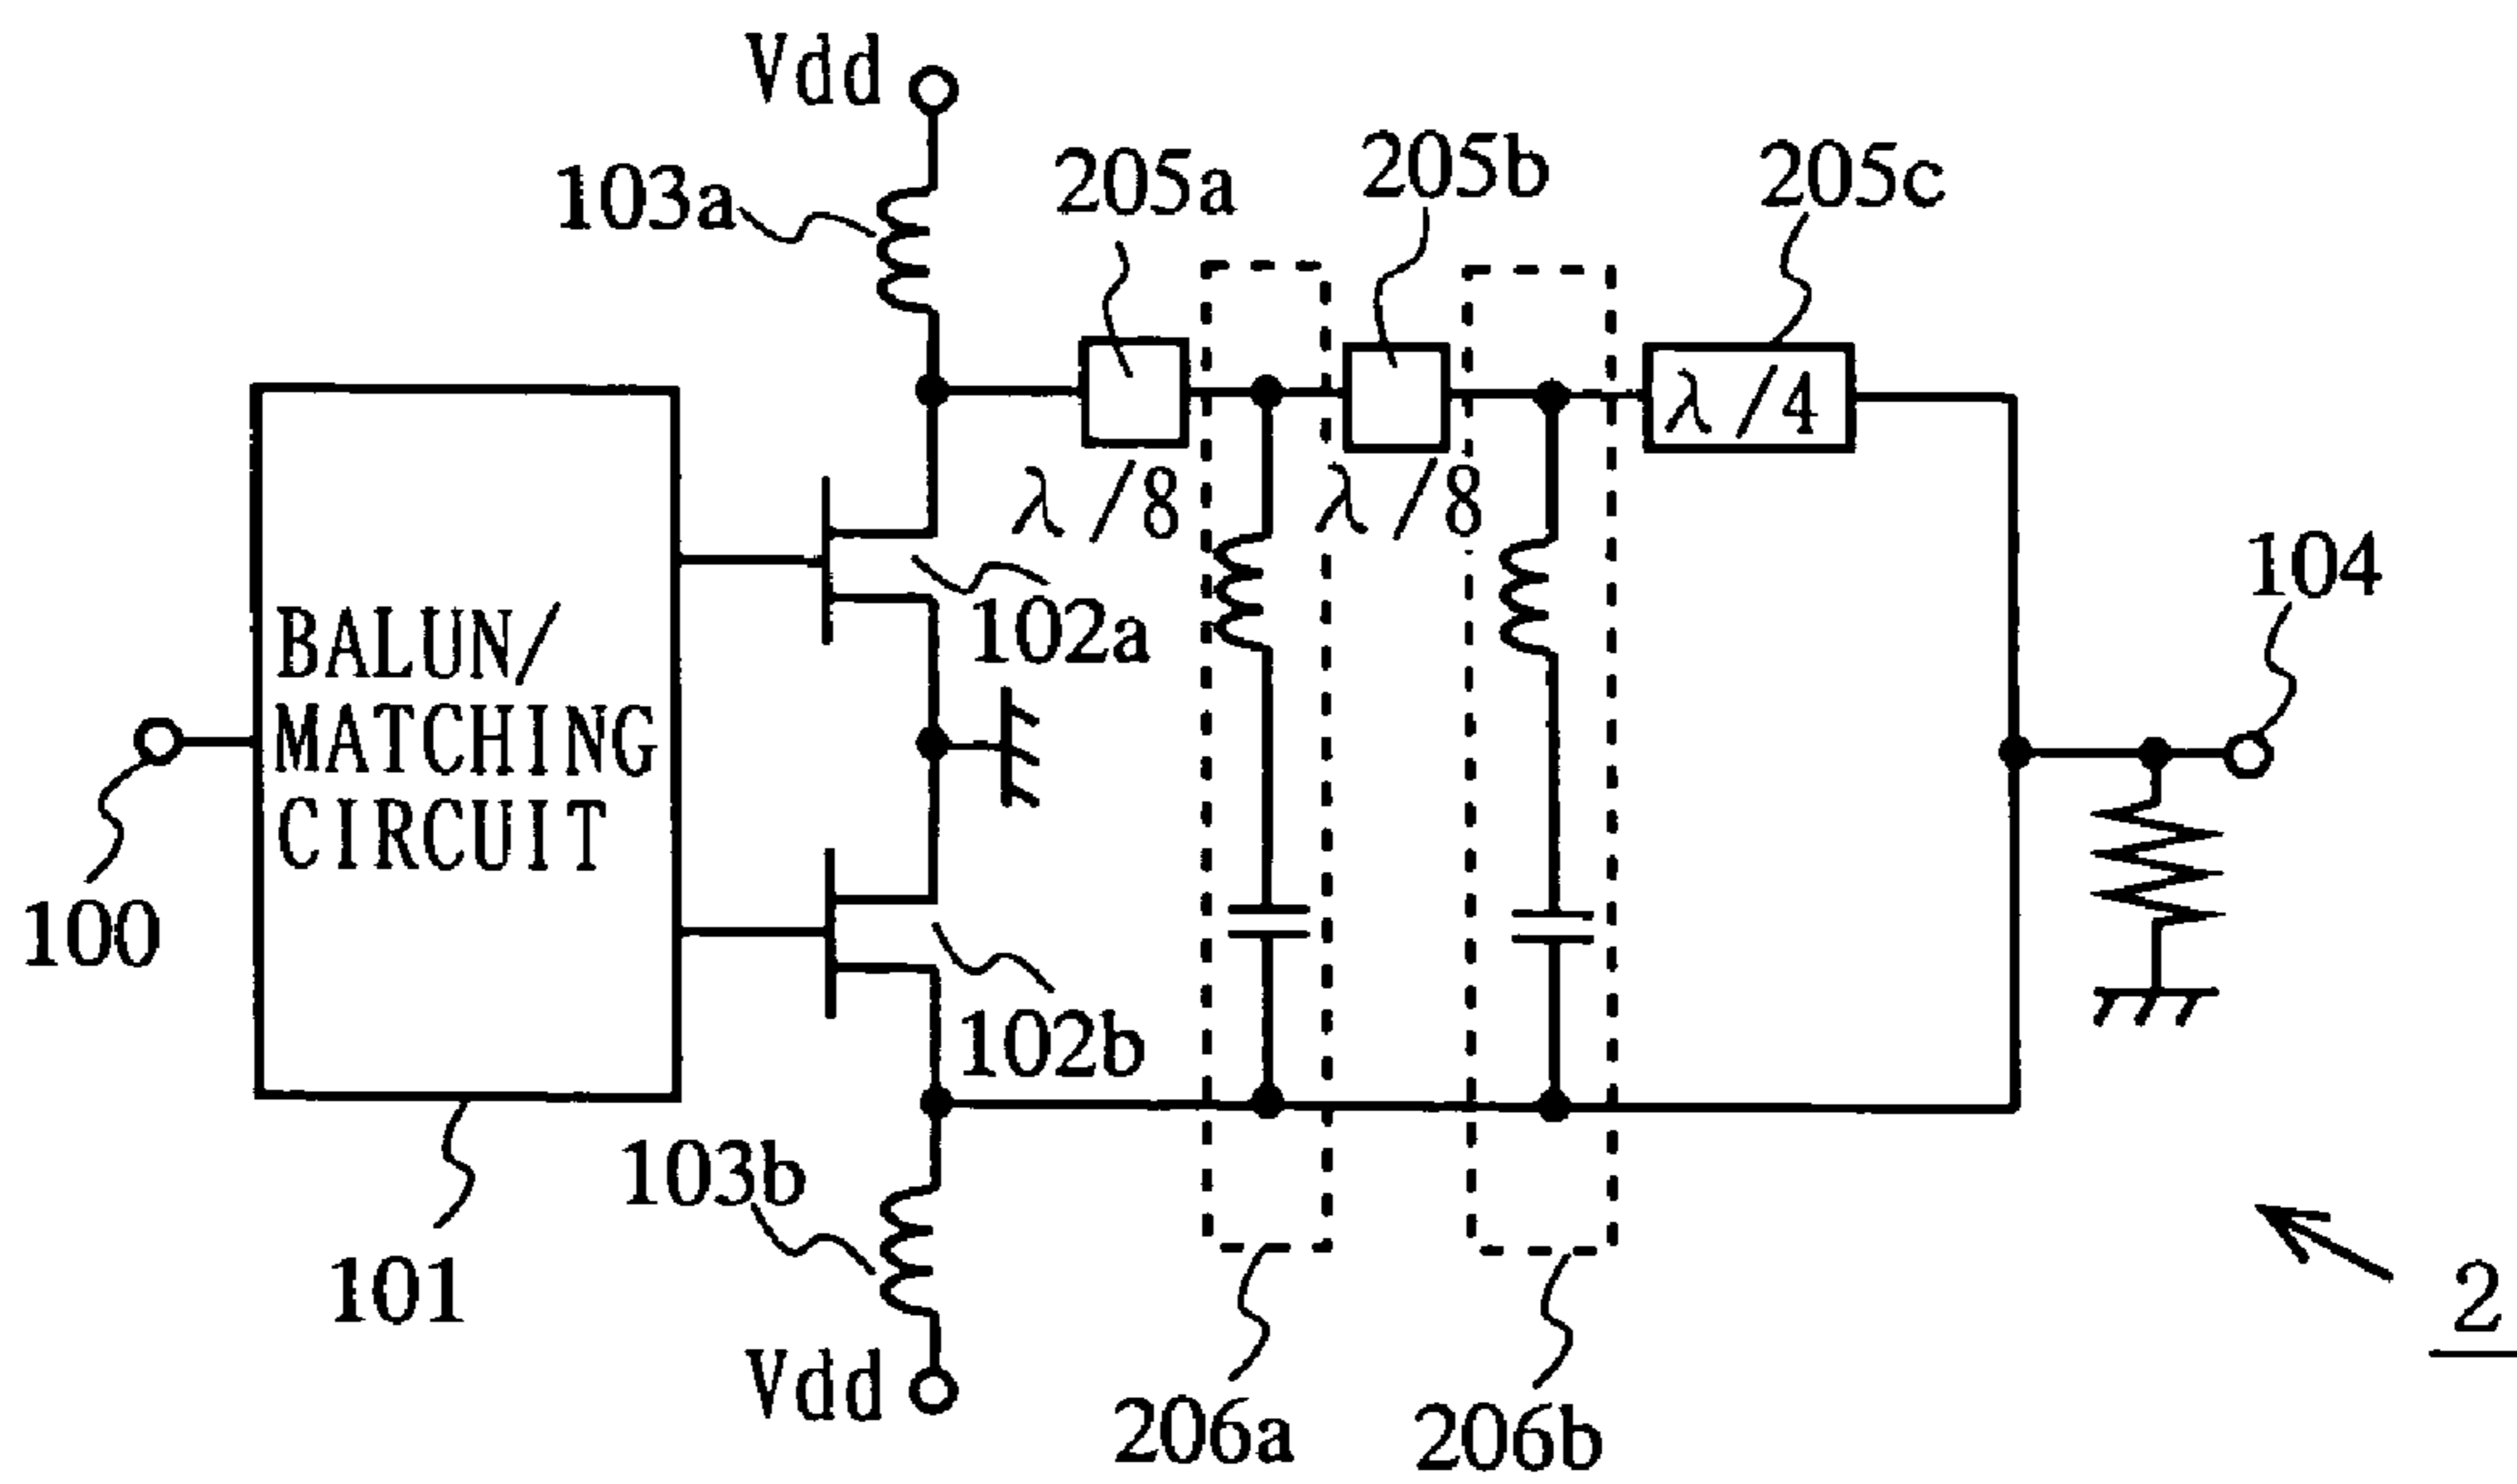 Vdd
103a
205a
205b
205c
λ/4
λ/8
λ/8
104
102a
BALUN/
MATCHING
CIRCUIT
100
102b
103b
101
Vdd
206a
206b
2